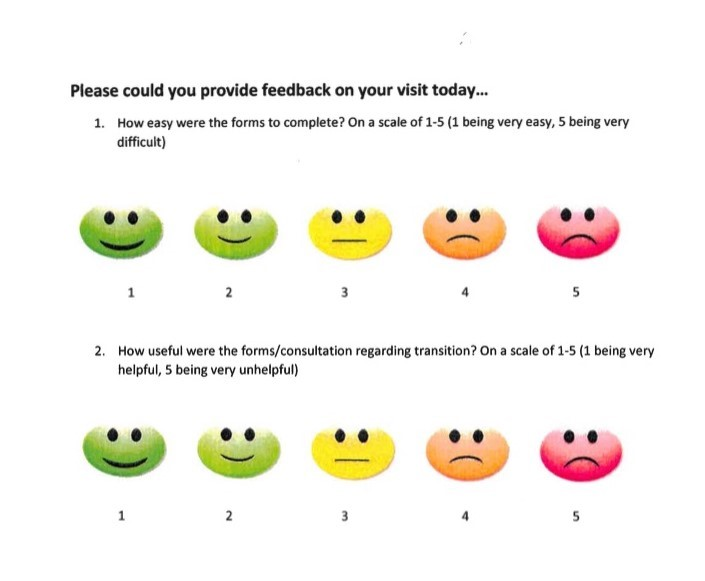 Please could you provide feedback on your visit today...
1. How easy were the forms to complete? On a scale of 1-5 (1 being very easy, 5 being very
difficult)
1 2 3 4 5
2. How useful were the forms/consultation regarding transition? On a scale of 1-5 (1 being very
helpful, 5 being very unhelpful)
1 2 3 4 5